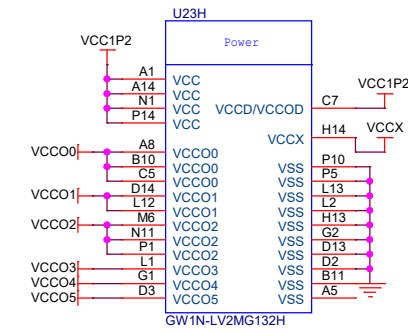 U23H
Power
VCC1P2
A1 VCC
A14 VCC
N1 VCC
P14 VCC
C7 VCCD/VCCOD VCC1P2
H14 VCCX VCCX
VCCO0 A8 VCCO0
B10 VCCO0
C5 VCCO0
VCCO1 D14 VCCO1
L12 VCCO1
VCCO2 M6 VCCO2
N11 VCCO2
P1 VCCO2
VCCO3 L1 VCCO3
VCCO4 G1 VCCO4
VCCO5 D3 VCCO5
VSS P10
VSS P5
VSS L13
VSS L2
VSS H13
VSS G2
VSS D13
VSS D2
VSS B11
VSS A5
GW1N-LV2MG132H